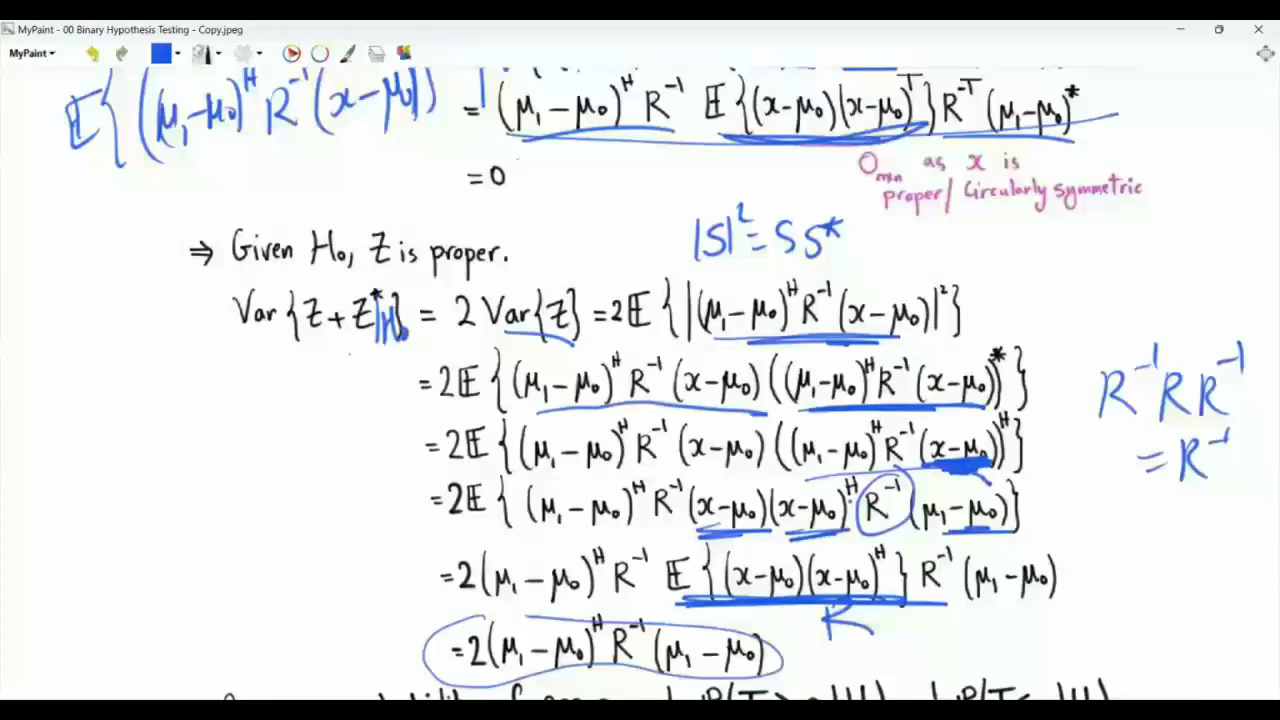 MyPaint - 00 Binary Hypothesis Testing - Copy.jpeg
MyPaint
𝔼{((μ₁-μ₀)ᴴ R⁻¹(x-μ₀)) = (μ₁-μ₀)ᴴ R⁻¹ 𝔼{(x-μ₀)(x-μ₀)ᵀ}R⁻ᵀ(μ₁-μ₀)*
= 0
0ₘₓₙ as x is
proper/ Circularly symmetric
|S|² = S S*
⇒ Given H₀, Z is proper.
Var{Z+Z*|H₀} = 2 Var{Z} = 2𝔼{|(μ₁-μ₀)ᴴ R⁻¹(x-μ₀)|²}
= 2𝔼{(μ₁-μ₀)ᴴ R⁻¹(x-μ₀)((μ₁-μ₀)ᴴ R⁻¹(x-μ₀))*}
= 2𝔼{(μ₁-μ₀)ᴴ R⁻¹(x-μ₀)((μ₁-μ₀)ᴴ R⁻¹(x-μ₀))ᴴ}
R⁻¹ R R⁻¹
= R⁻¹
= 2𝔼{(μ₁-μ₀)ᴴ R⁻¹(x-μ₀)(x-μ₀)ᴴ R⁻¹(μ₁-μ₀)}
= 2(μ₁-μ₀)ᴴ R⁻¹ 𝔼{(x-μ₀)(x-μ₀)ᴴ} R⁻¹(μ₁-μ₀)
R
= 2(μ₁-μ₀)ᴴ R⁻¹(μ₁-μ₀)